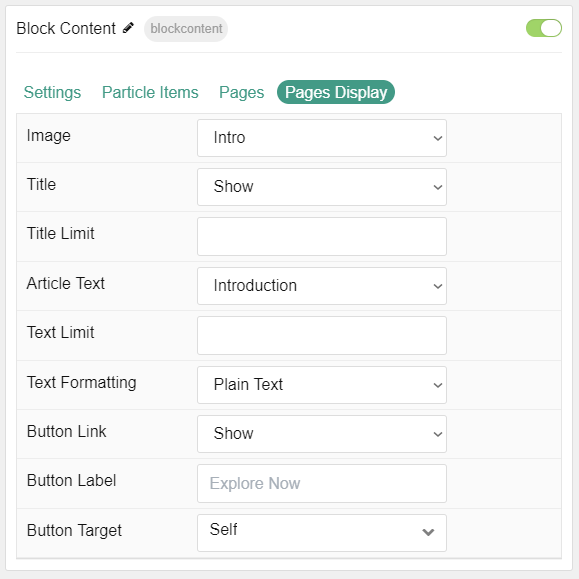 Block Content blockcontent
Settings Particle Items Pages Pages Display
Image Intro
Title Show
Title Limit
Article Text Introduction
Text Limit
Text Formatting Plain Text
Button Link Show
Button Label Explore Now
Button Target Self